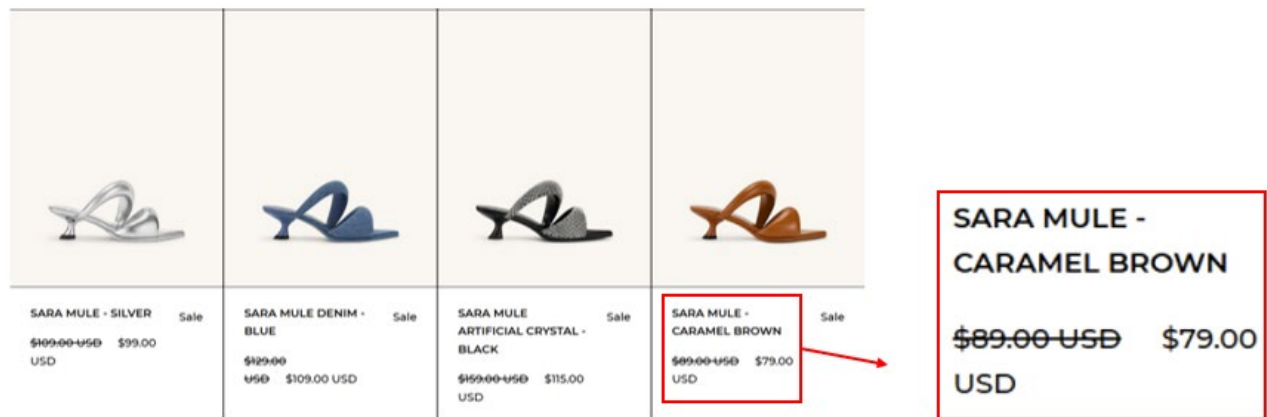 SARA MULE - SILVER
Sale
$109.00 USD $99.00
USD
SARA MULE DENIM -
BLUE
Sale
$129.00
USD $109.00 USD
SARA MULE
ARTIFICIAL CRYSTAL -
BLACK
Sale
$159.00 USD $115.00
USD
SARA MULE -
CARAMEL BROWN
Sale
$89.00 USD $79.00
USD
SARA MULE -
CARAMEL BROWN
$89.00 USD $79.00
USD